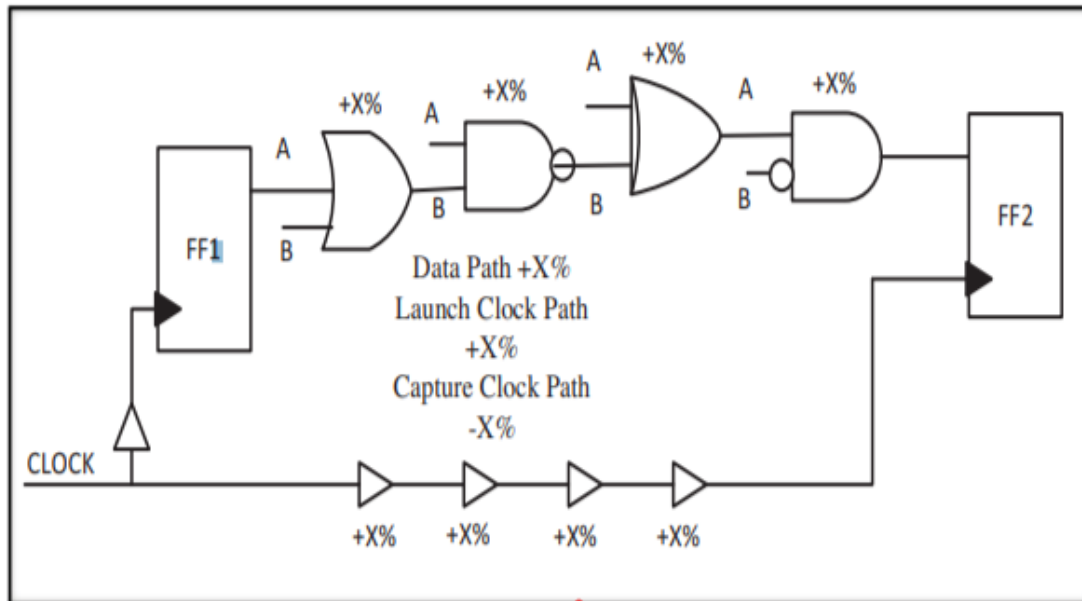 A
+X%
+X%
A
+X%
A
+X%
A
B
B
B
B
FF1
FF2
Data Path +X%
Launch Clock Path
+X%
Capture Clock Path
-X%
CLOCK
+X%
+X%
+X%
+X%